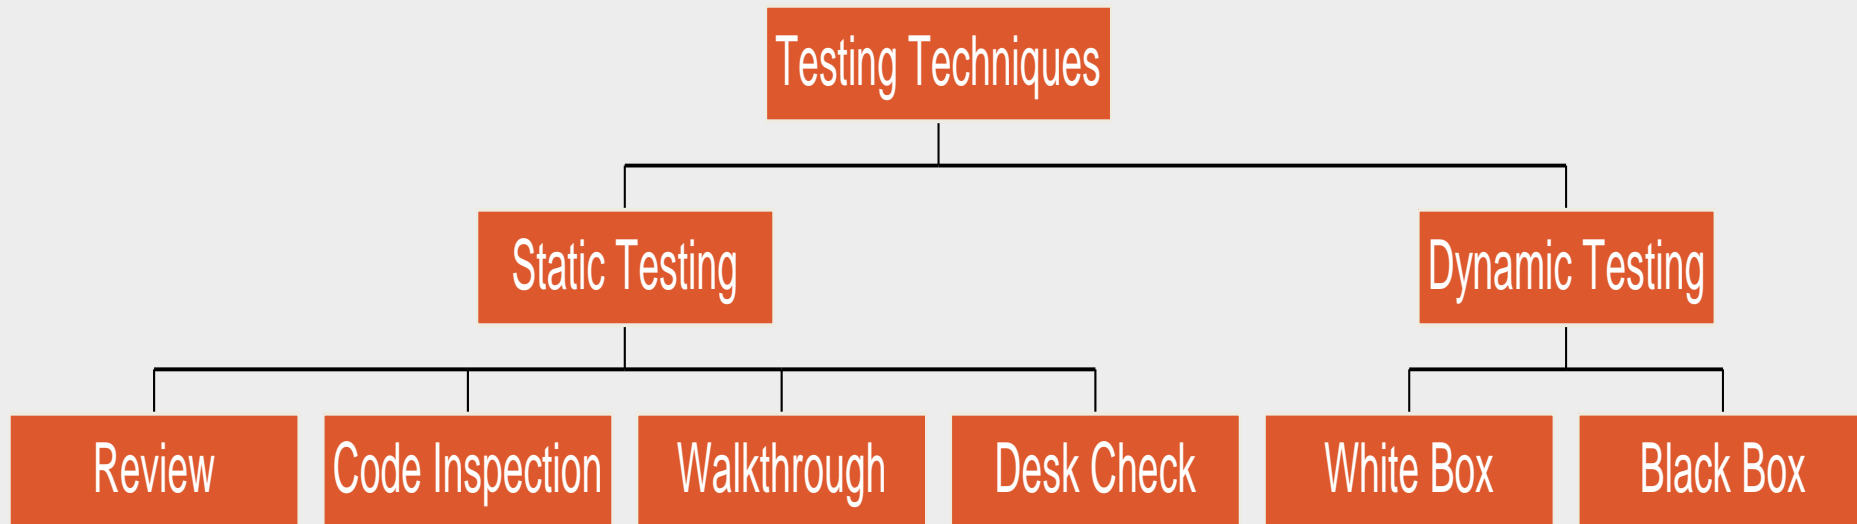 Testing Techniques
Static Testing
Dynamic Testing
Review
Code Inspection
Walkthrough
Desk Check
White Box
Black Box